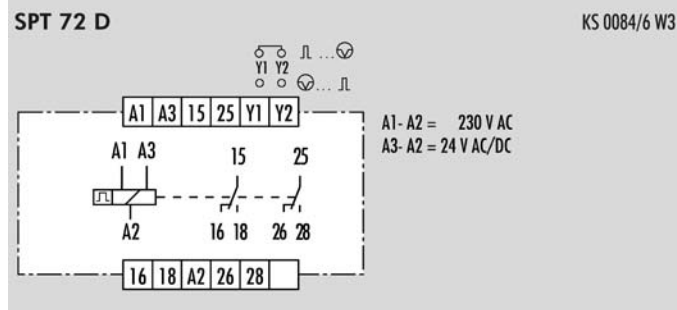 SPT 72 D
KS 0084/6 W3
Y1 Y2
A1 A3 15 25 Y1 Y2
A1- A2 = 230 V AC
A3- A2 = 24 V AC/DC
A1 A3 15 25
A2 16 18 26 28
16 18 A2 26 28